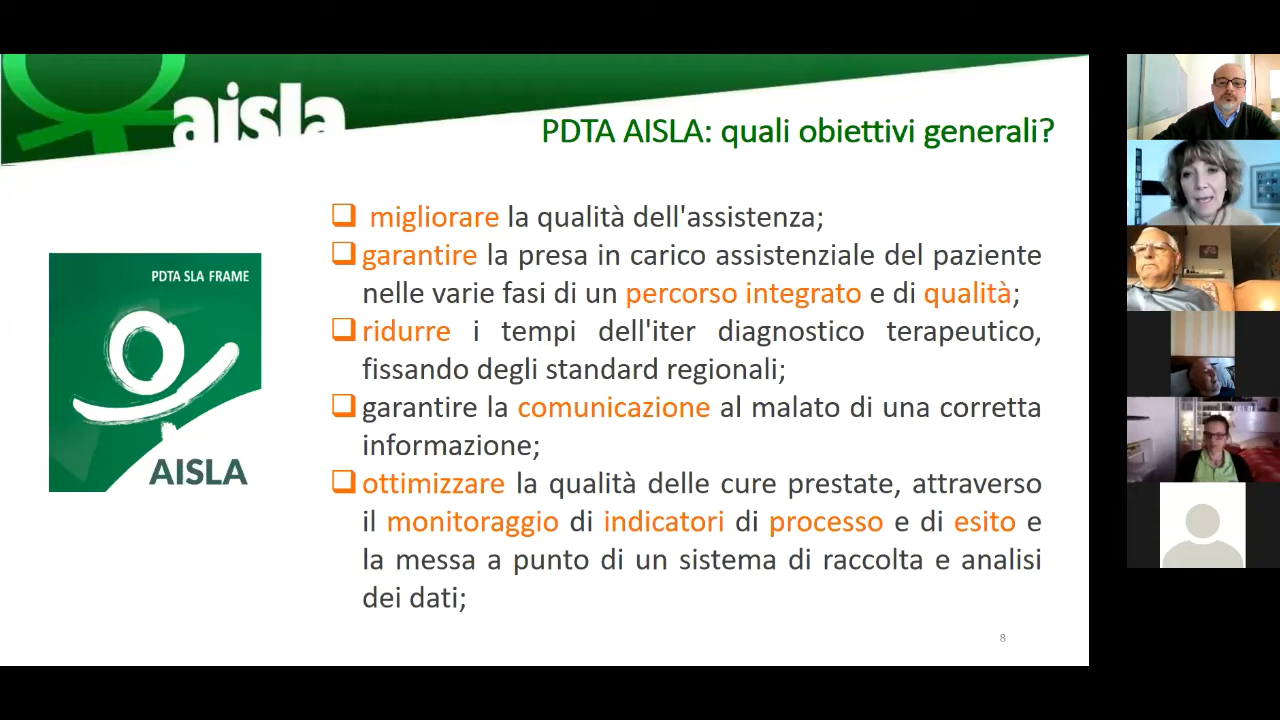 aisla
PDTA AISLA: quali obiettivi generali?
PDTA SLA FRAME
AISLA
migliorare la qualità dell'assistenza;
garantire la presa in carico assistenziale del paziente
nelle varie fasi di un percorso integrato e di qualità;
ridurre i tempi dell'iter diagnostico terapeutico,
fissando degli standard regionali;
garantire la comunicazione al malato di una corretta
informazione;
ottimizzare la qualità delle cure prestate, attraverso
il monitoraggio di indicatori di processo e di esito e
la messa a punto di un sistema di raccolta e analisi
dei dati;
8